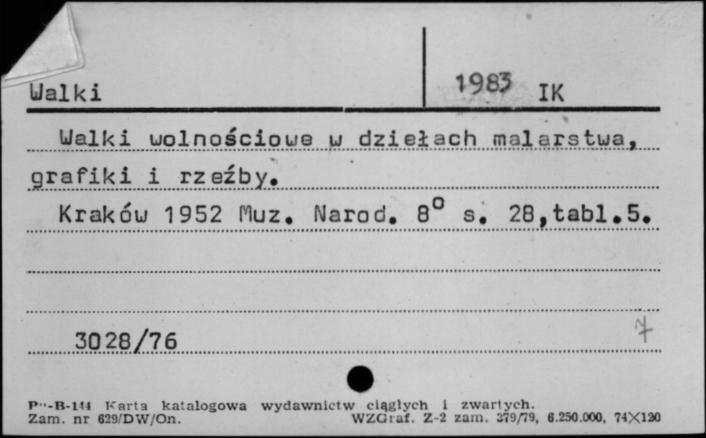 Walki
1983 IK
Walki wolnościowe w dziełach malarstwa,
grafiki i rzeźby.
Kraków 1952 Muz. Narod. 8° s. 28,tabl.5.
3028/76
7
P--B-144 Karta katalogowa wydawnictw ciągłych i zwartych.
Zam. nr 629/DW/On. WZGraf. Z-2 zam. 379/79, 6.250.000, 74X120